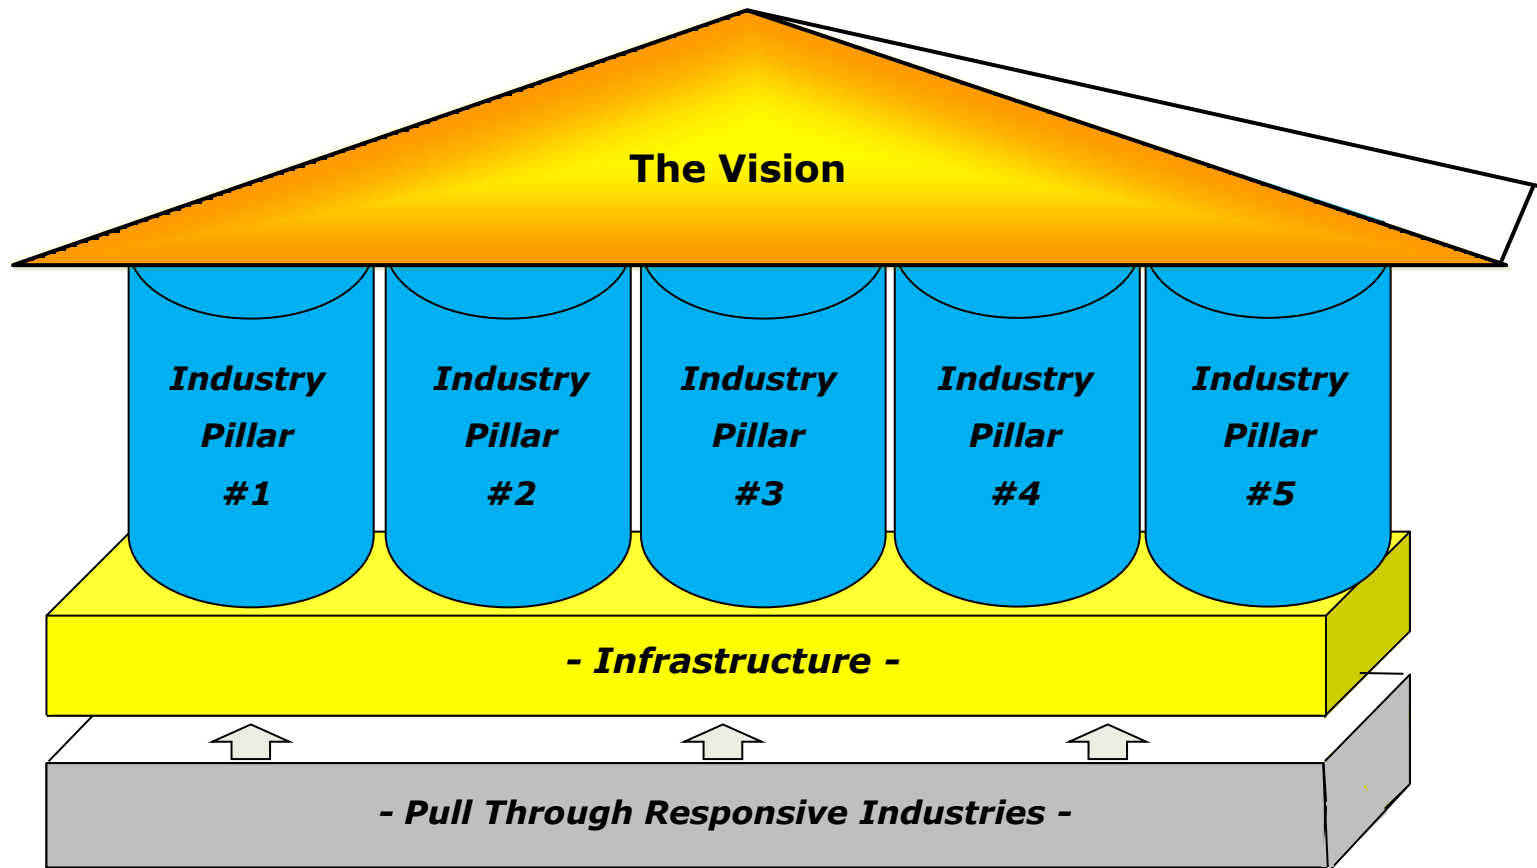 The Vision
Industry
Pillar
#1
Industry
Pillar
#2
Industry
Pillar
#3
Industry
Pillar
#4
Industry
Pillar
#5
- Infrastructure -
- Pull Through Responsive Industries -